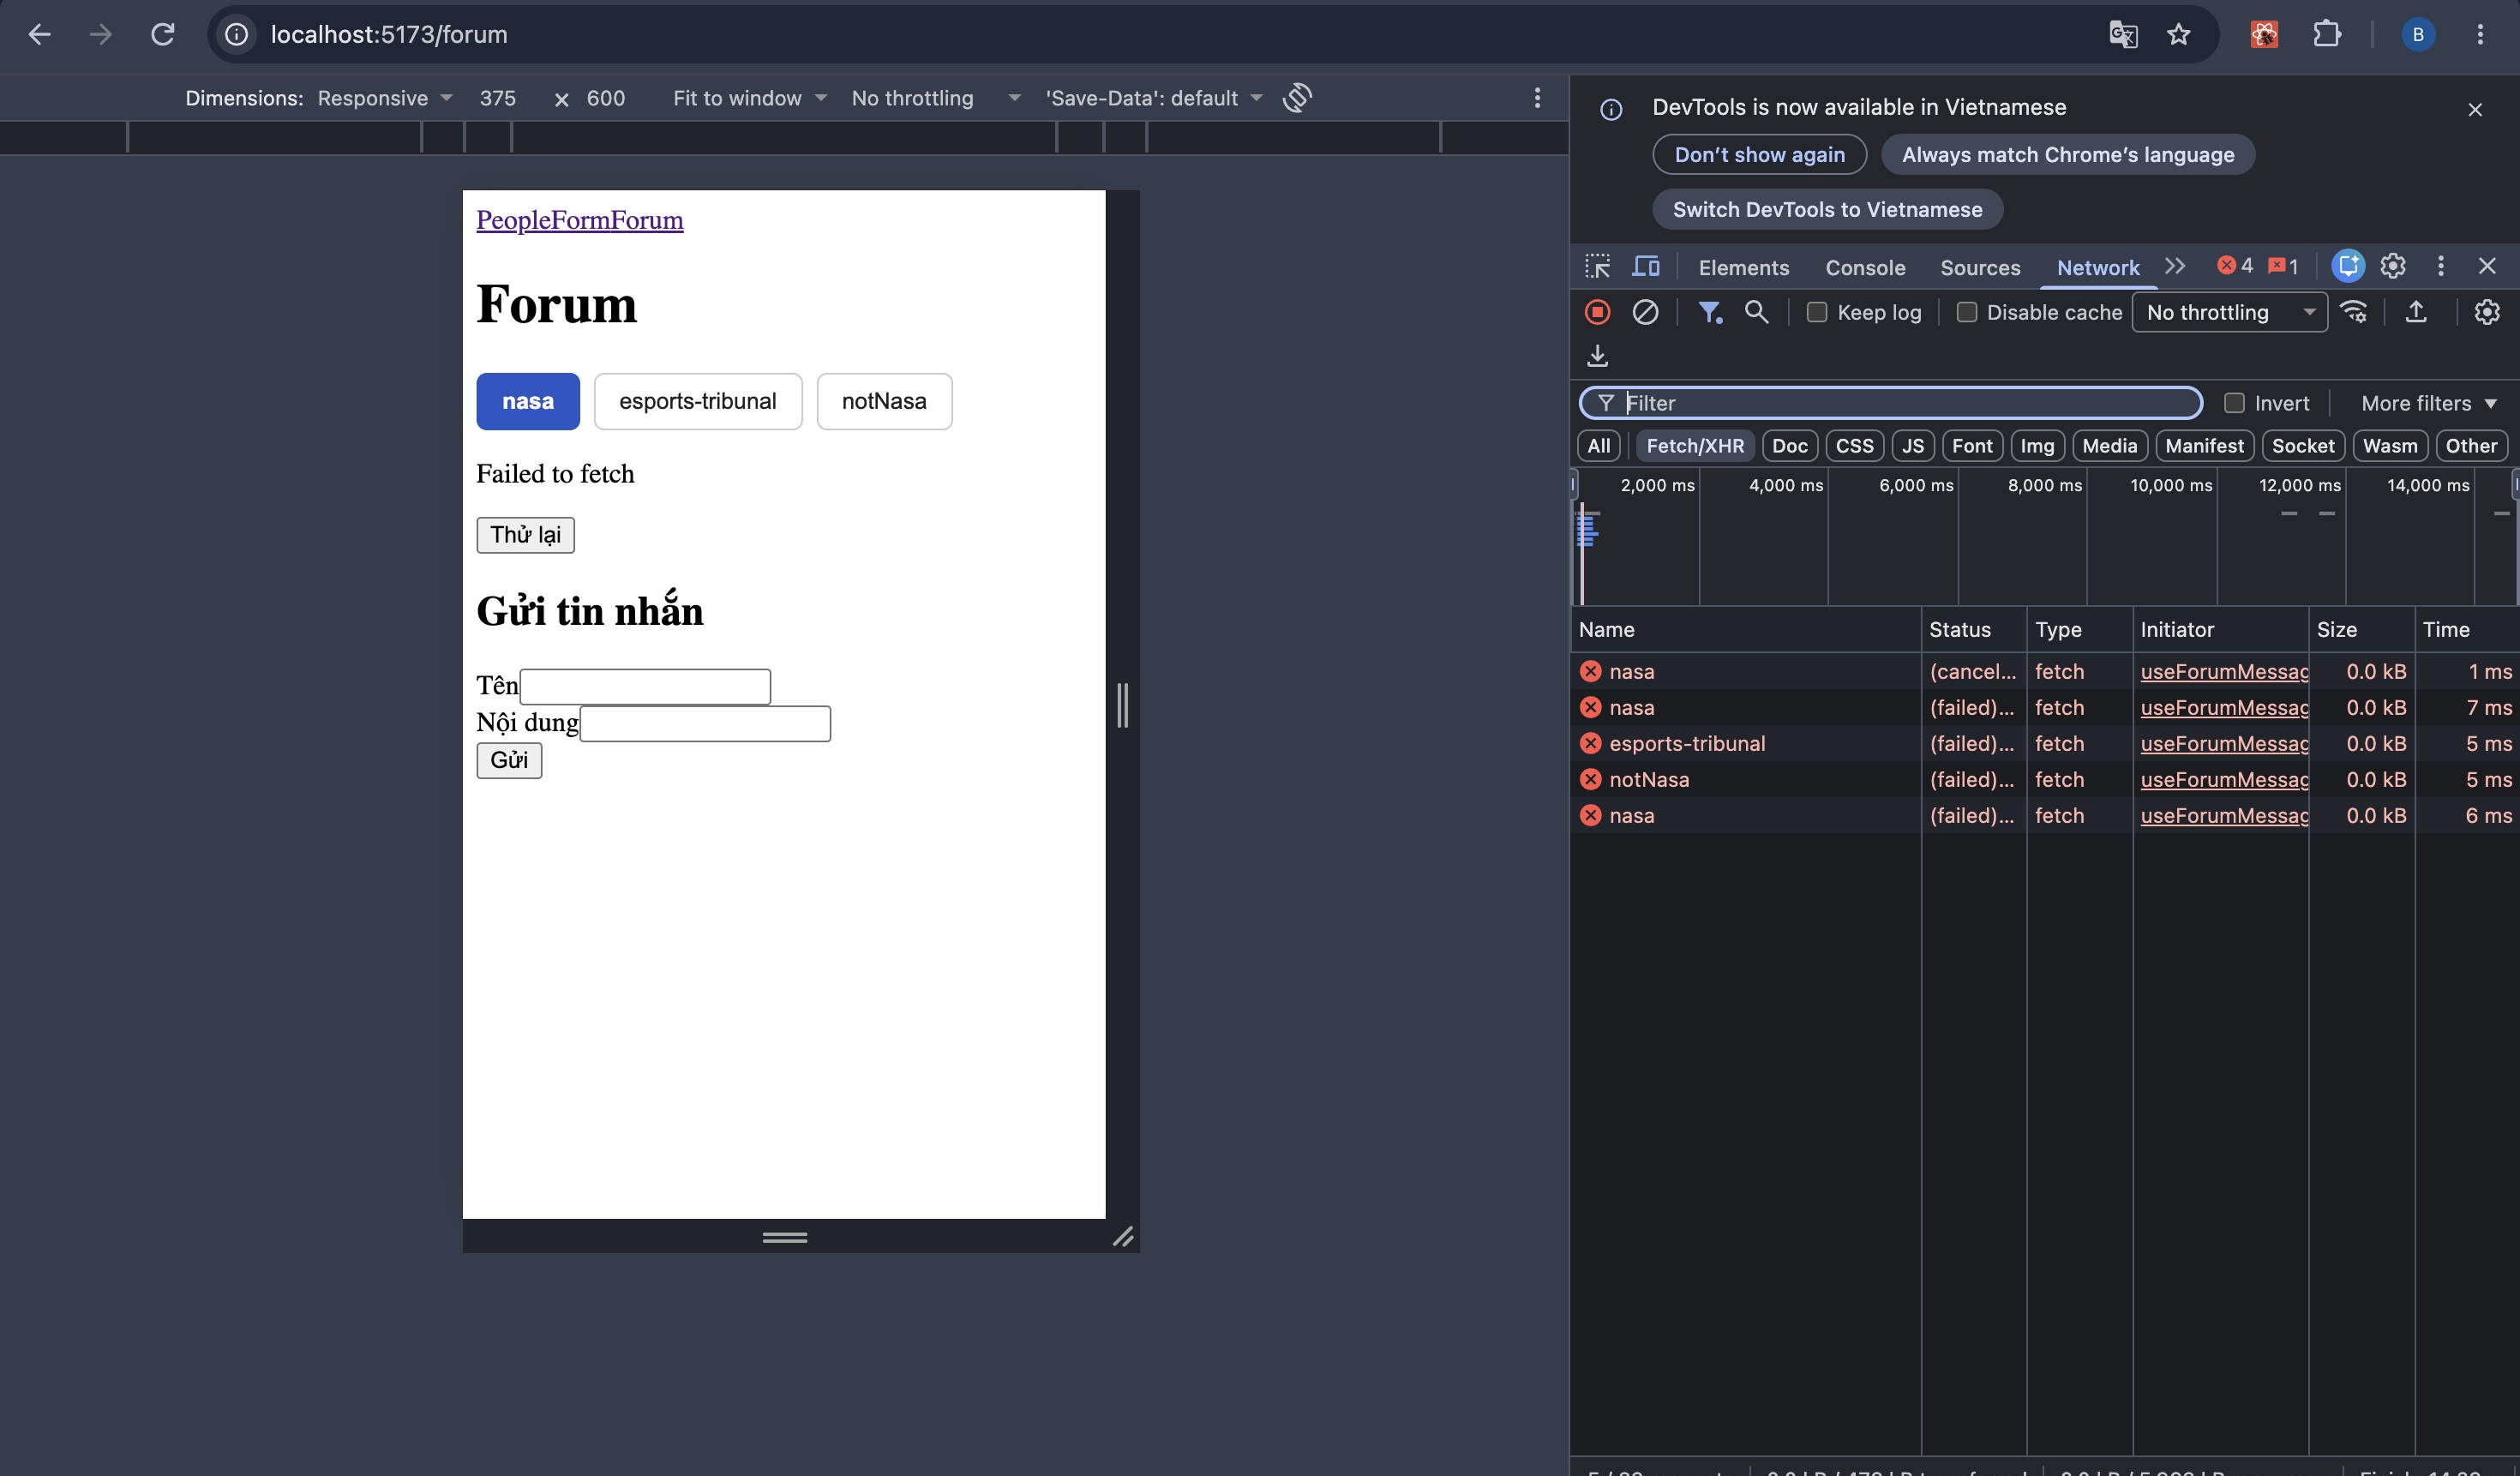 localhost:5173/forum
B
Dimensions: Responsive 375 × 600 Fit to window No throttling 'Save-Data': default
DevTools is now available in Vietnamese
Don't show again Always match Chrome's language
Switch DevTools to Vietnamese
Elements Console Sources Network 4 1
Keep log Disable cache No throttling
Filter Invert More filters
All Fetch/XHR Doc CSS JS Font Img Media Manifest Socket Wasm Other
2,000 ms 4,000 ms 6,000 ms 8,000 ms 10,000 ms 12,000 ms 14,000 ms
Name Status Type Initiator Size Time
nasa (cancel... fetch useForumMessag 0.0 kB 1 ms
nasa (failed)... fetch useForumMessag 0.0 kB 7 ms
esports-tribunal (failed)... fetch useForumMessag 0.0 kB 5 ms
notNasa (failed)... fetch useForumMessag 0.0 kB 5 ms
nasa (failed)... fetch useForumMessag 0.0 kB 6 ms
PeopleFormForum
Forum
nasa esports-tribunal notNasa
Failed to fetch
Thử lại
Gửi tin nhắn
Tên
Nội dung
Gửi